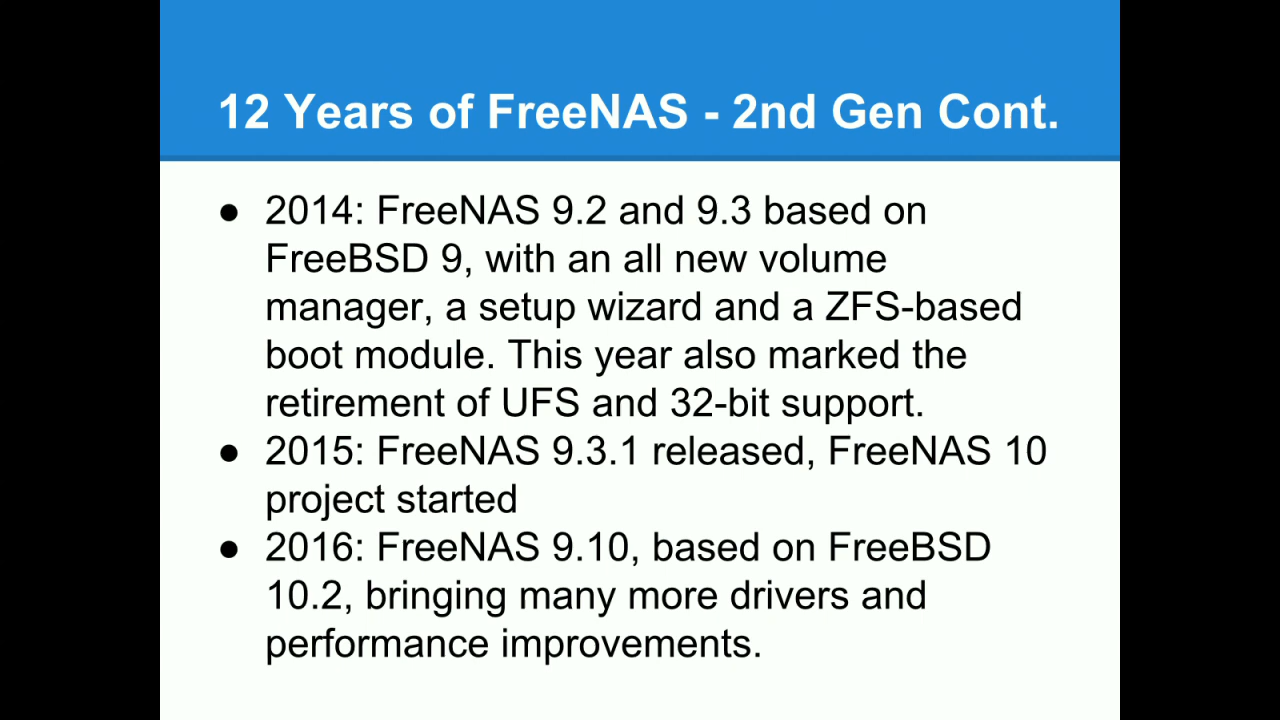 12 Years of FreeNAS - 2nd Gen Cont.
● 2014: FreeNAS 9.2 and 9.3 based on
FreeBSD 9, with an all new volume
manager, a setup wizard and a ZFS-based
boot module. This year also marked the
retirement of UFS and 32-bit support.
● 2015: FreeNAS 9.3.1 released, FreeNAS 10
project started
● 2016: FreeNAS 9.10, based on FreeBSD
10.2, bringing many more drivers and
performance improvements.